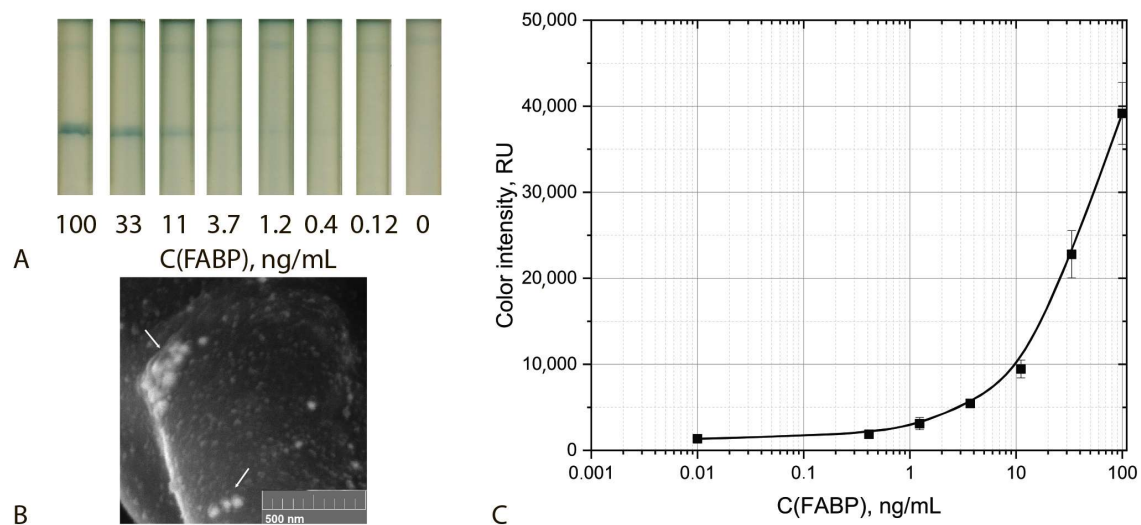 100 33 11 3.7 1.2 0.4 0.12 0
C(FABP), ng/mL
A
500 nm
B
50,000
40,000
30,000
20,000
10,000
0
Color intensity, RU
0.001 0.01 0.1 1 10 100
C(FABP), ng/mL
C